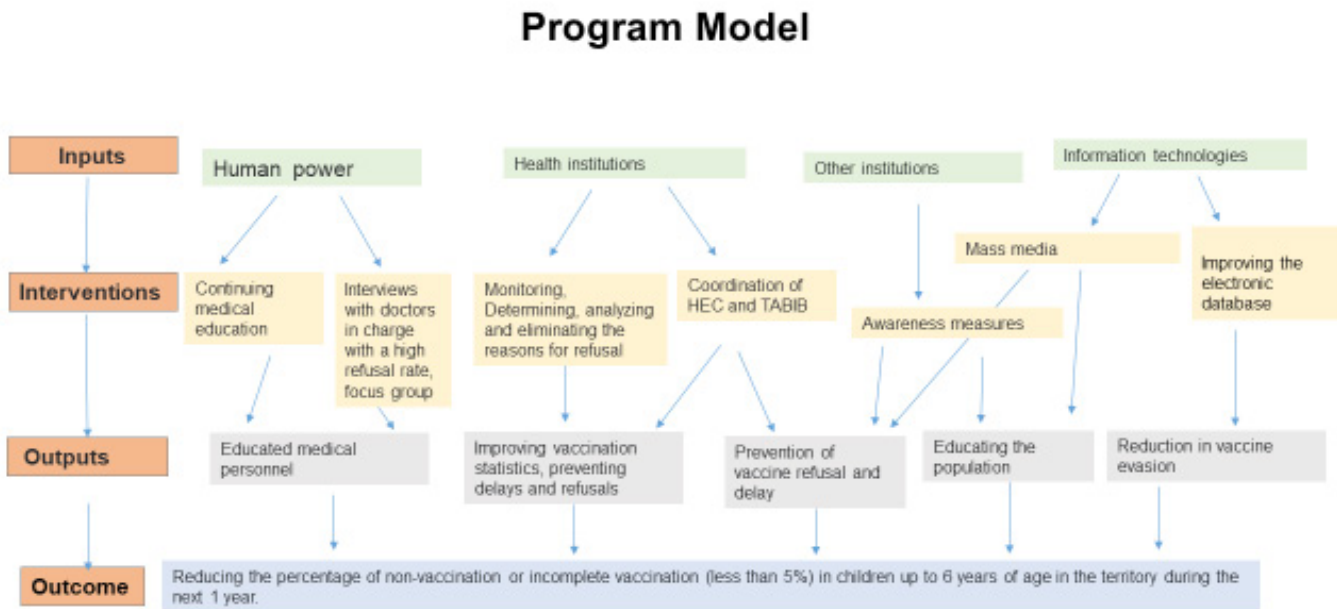 Program Model
Inputs
Human power
Health institutions
Other institutions
Information technologies
Interventions
Continuing
medical
education
Interviews
with doctors
in charge
with a high
refusal rate,
focus group
Monitoring,
Determining, analyzing
and eliminating the
reasons for refusal
Coordination of
HEC and TABIB
Awareness measures
Mass media
Improving the
electronic
database
Outputs
Educated medical
personnel
Improving vaccination
statistics, preventing
delays and refusals
Prevention of
vaccine refusal and
delay
Educating the
population
Reduction in vaccine
evasion
Outcome
Reducing the percentage of non-vaccination or incomplete vaccination (less than 5%) in children up to 6 years of age in the territory during the
next 1 year.